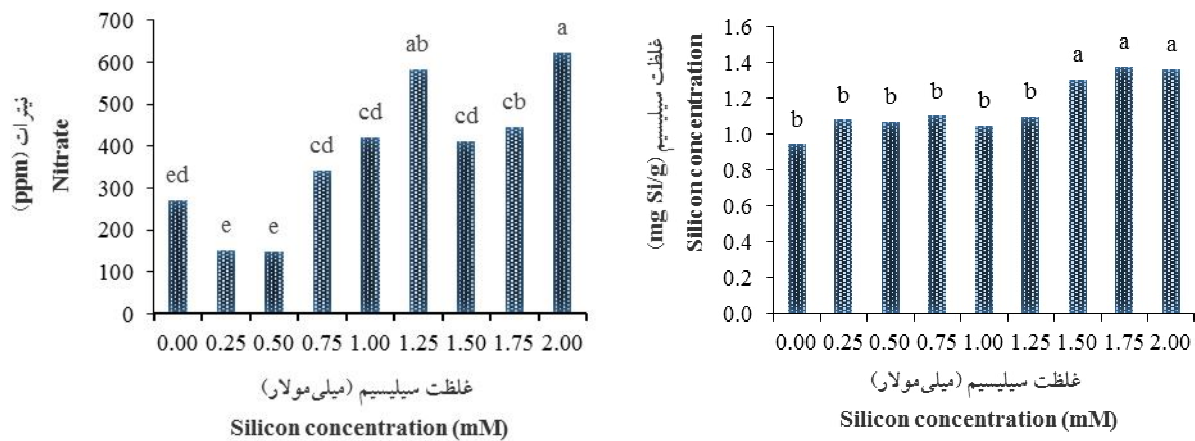 نیترات (ppm)
Nitrate
700
600
500
400
300
200
100
0
ed
e
e
cd
cd
ab
cd
cb
a
0.00 0.25 0.50 0.75 1.00 1.25 1.50 1.75 2.00
غلظت سیلیسیم (میلی‌مولار)
Silicon concentration (mM)
غلظت سیلیسیم (mg Si/g)
Silicon concentration
1.6
1.4
1.2
1.0
0.8
0.6
0.4
0.2
0.0
b
b
b
b
b
b
a
a
a
0.00 0.25 0.50 0.75 1.00 1.25 1.50 1.75 2.00
غلظت سیلیسیم (میلی‌مولار)
Silicon concentration (mM)